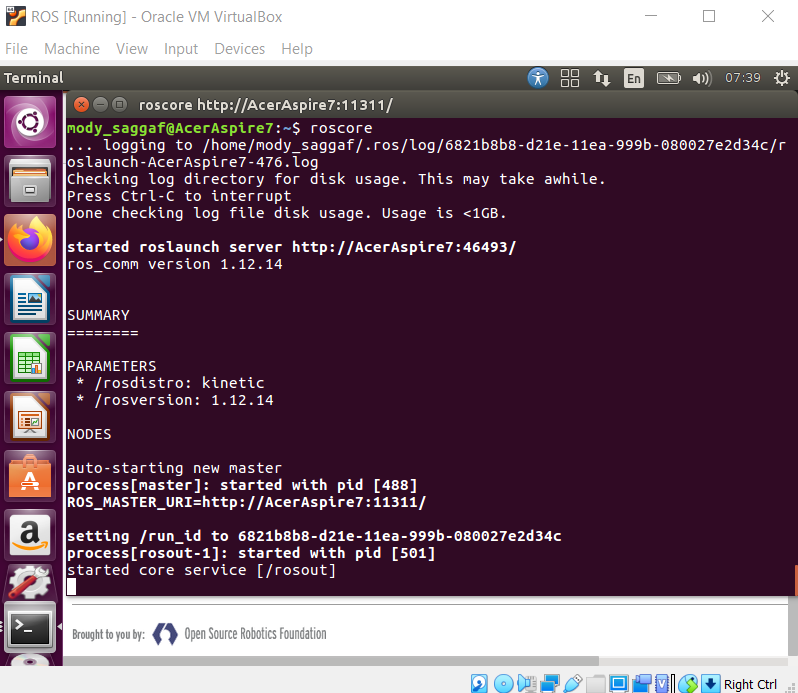 ROS [Running] - Oracle VM VirtualBox
File Machine View Input Devices Help
Terminal
En
07:39
roscore http://AcerAspire7:11311/
mody_saggaf@AcerAspire7:~$ roscore
... logging to /home/mody_saggaf/.ros/log/6821b8b8-d21e-11ea-999b-080027e2d34c/r
oslaunch-AcerAspire7-476.log
Checking log directory for disk usage. This may take awhile.
Press Ctrl-C to interrupt
Done checking log file disk usage. Usage is <1GB.
started roslaunch server http://AcerAspire7:46493/
ros_comm version 1.12.14
SUMMARY
========
PARAMETERS
* /rosdistro: kinetic
* /rosversion: 1.12.14
NODES
auto-starting new master
process[master]: started with pid [488]
ROS_MASTER_URI=http://AcerAspire7:11311/
setting /run_id to 6821b8b8-d21e-11ea-999b-080027e2d34c
process[rosout-1]: started with pid [501]
started core service [/rosout]
Brought to you by: Open Source Robotics Foundation
Right Ctrl